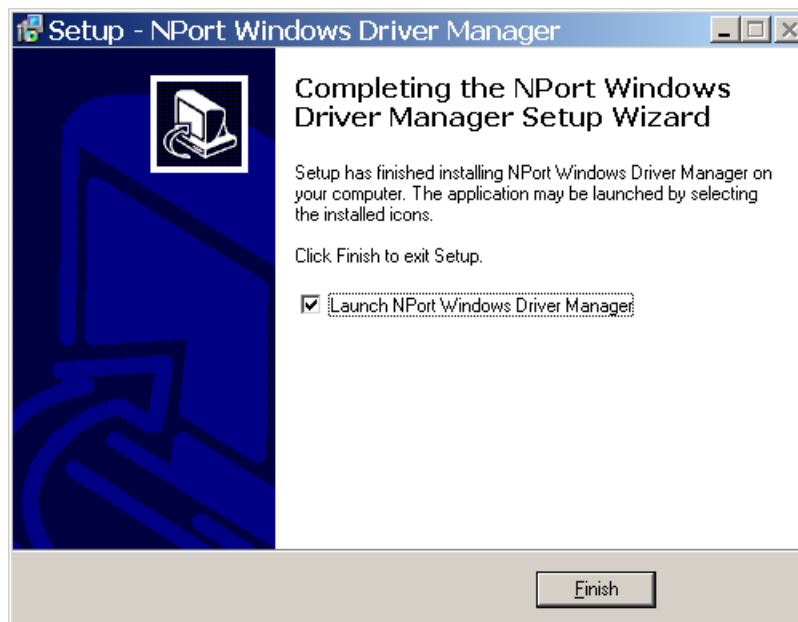 Setup - NPort Windows Driver Manager
Completing the NPort Windows
Driver Manager Setup Wizard
Setup has finished installing NPort Windows Driver Manager on
your computer. The application may be launched by selecting
the installed icons.
Click Finish to exit Setup.
Launch NPort Windows Driver Manager
Finish